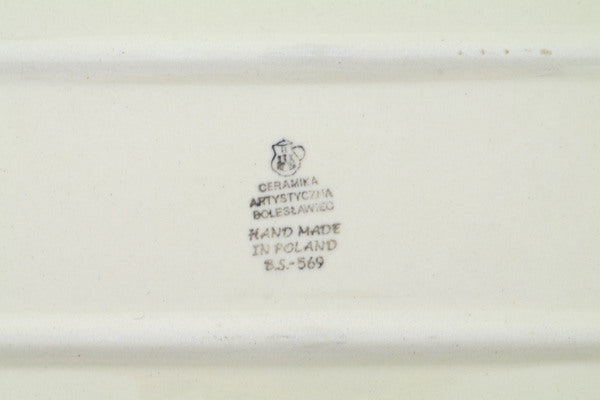 CERAMIKA
ARTYSTYCZNA
BOLESŁAWIEC
HAND MADE
IN POLAND
B.S.-569